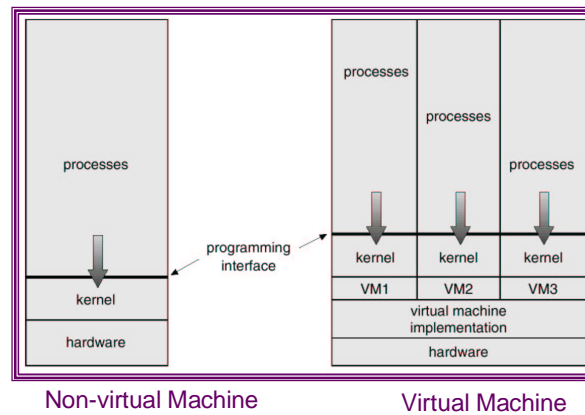 processes
kernel
hardware
programming
interface
processes
processes
processes
kernel kernel kernel
VM1 VM2 VM3
virtual machine
implementation
hardware
Non-virtual Machine
Virtual Machine